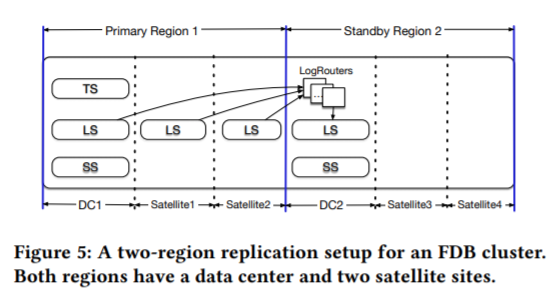 Primary Region 1 Standby Region 2
LogRouters
TS
LS LS LS LS
SS SS
DC1 Satellite1 Satellite2 DC2 Satellite3 Satellite4
Figure 5: A two-region replication setup for an FDB cluster.
Both regions have a data center and two satellite sites.